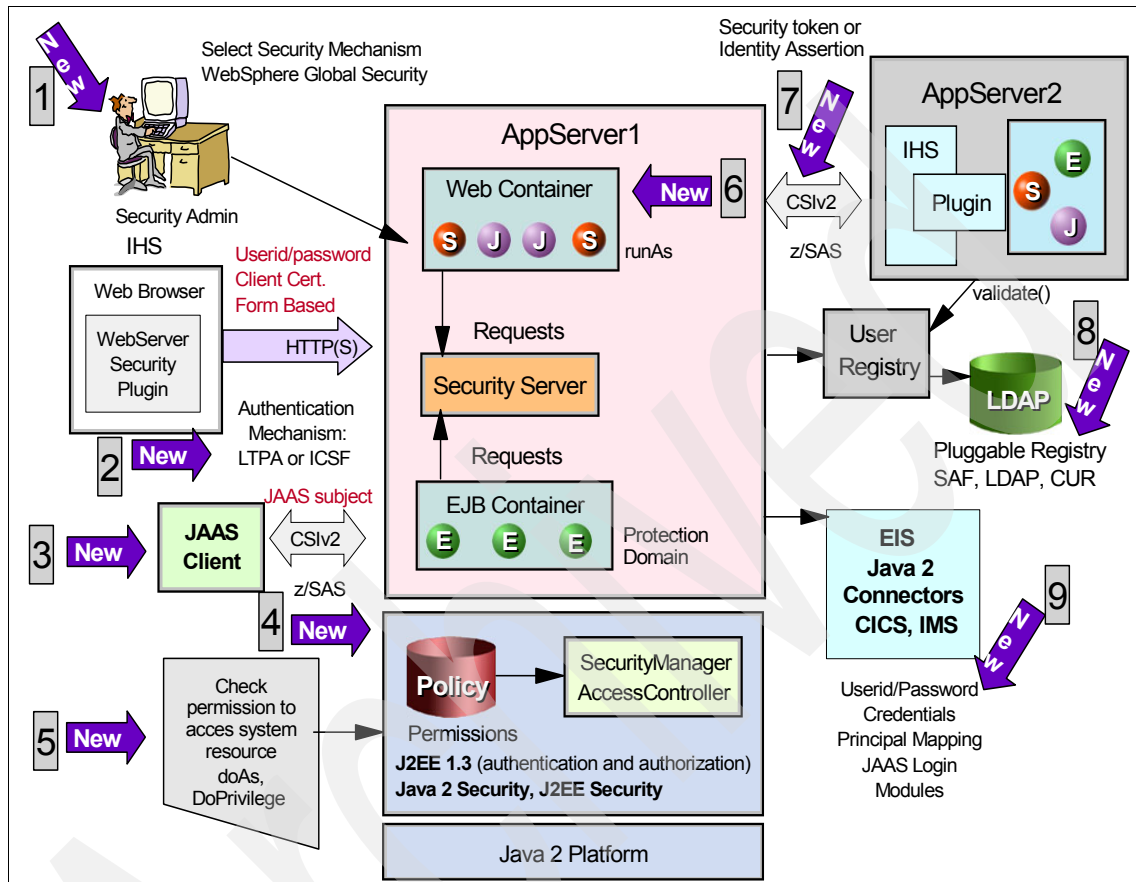 New
1
Select Security Mechanism
WebSphere Global Security
Security Admin
IHS
Web Browser
WebServer
Security
Plugin
Userid/password
Client Cert.
Form Based
HTTP(S)
2
New
Authentication
Mechanism:
LTPA or ICSF
3
New
JAAS
Client
JAAS subject
CSIv2
z/SAS
4
New
5
New
Check
permission to
acces system
resource
doAs,
DoPrivilege
AppServer1
Web Container
S
J
J
S
runAs
New
6
Requests
Security Server
Requests
EJB Container
E
E
E
Protection
Domain
Policy
Permissions
SecurityManager
AccessController
J2EE 1.3 (authentication and authorization)
Java 2 Security, J2EE Security
Java 2 Platform
Security token or
Identity Assertion
7
New
CSIv2
z/SAS
AppServer2
IHS
Plugin
E
S
J
validate()
User
Registry
8
New
LDAP
Pluggable Registry
SAF, LDAP, CUR
EIS
Java 2
Connectors
CICS, IMS
9
New
Userid/Password
Credentials
Principal Mapping
JAAS Login
Modules
Archived